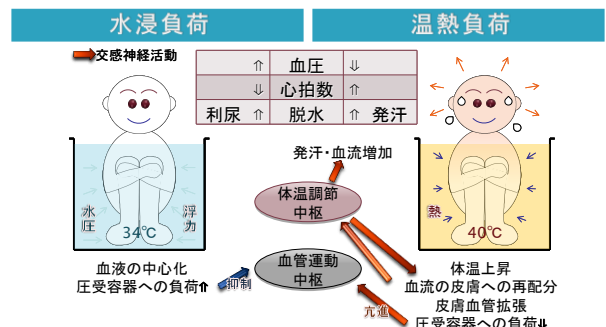 水浸負荷
温熱負荷
交感神経活動
⇑ 血圧 ⇓
⇓ 心拍数 ⇑
利尿 ⇑ 脱水 ⇑ 発汗
発汗・血流増加
体温調節
中枢
水圧
浮力
34℃
熱
40℃
血管運動
中枢
血液の中心化
圧受容器への負荷⬆
抑制
亢進
体温上昇
血流の皮膚への再配分
皮膚血管拡張
圧受容器への負荷⬇